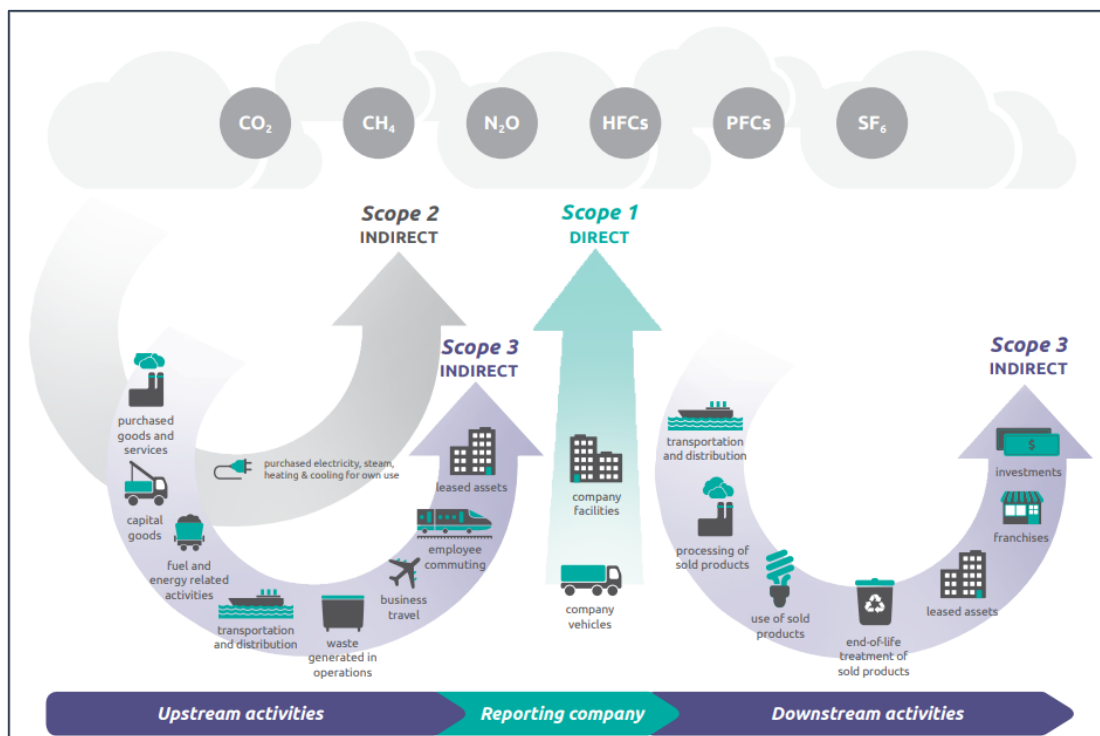 CO₂
CH₄
N₂O
HFCs
PFCs
SF₆
Scope 2
INDIRECT
Scope 1
DIRECT
Scope 3
INDIRECT
Scope 3
INDIRECT
purchased
goods and
services
capital
goods
fuel and
energy related
activities
transportation
and distribution
waste
generated in
operations
business
travel
employee
commuting
leased assets
purchased electricity, steam,
heating & cooling for own use
company
facilities
company
vehicles
transportation
and distribution
processing of
sold products
use of sold
products
end-of-life
treatment of
sold products
leased assets
franchises
$
investments
Upstream activities
Reporting company
Downstream activities